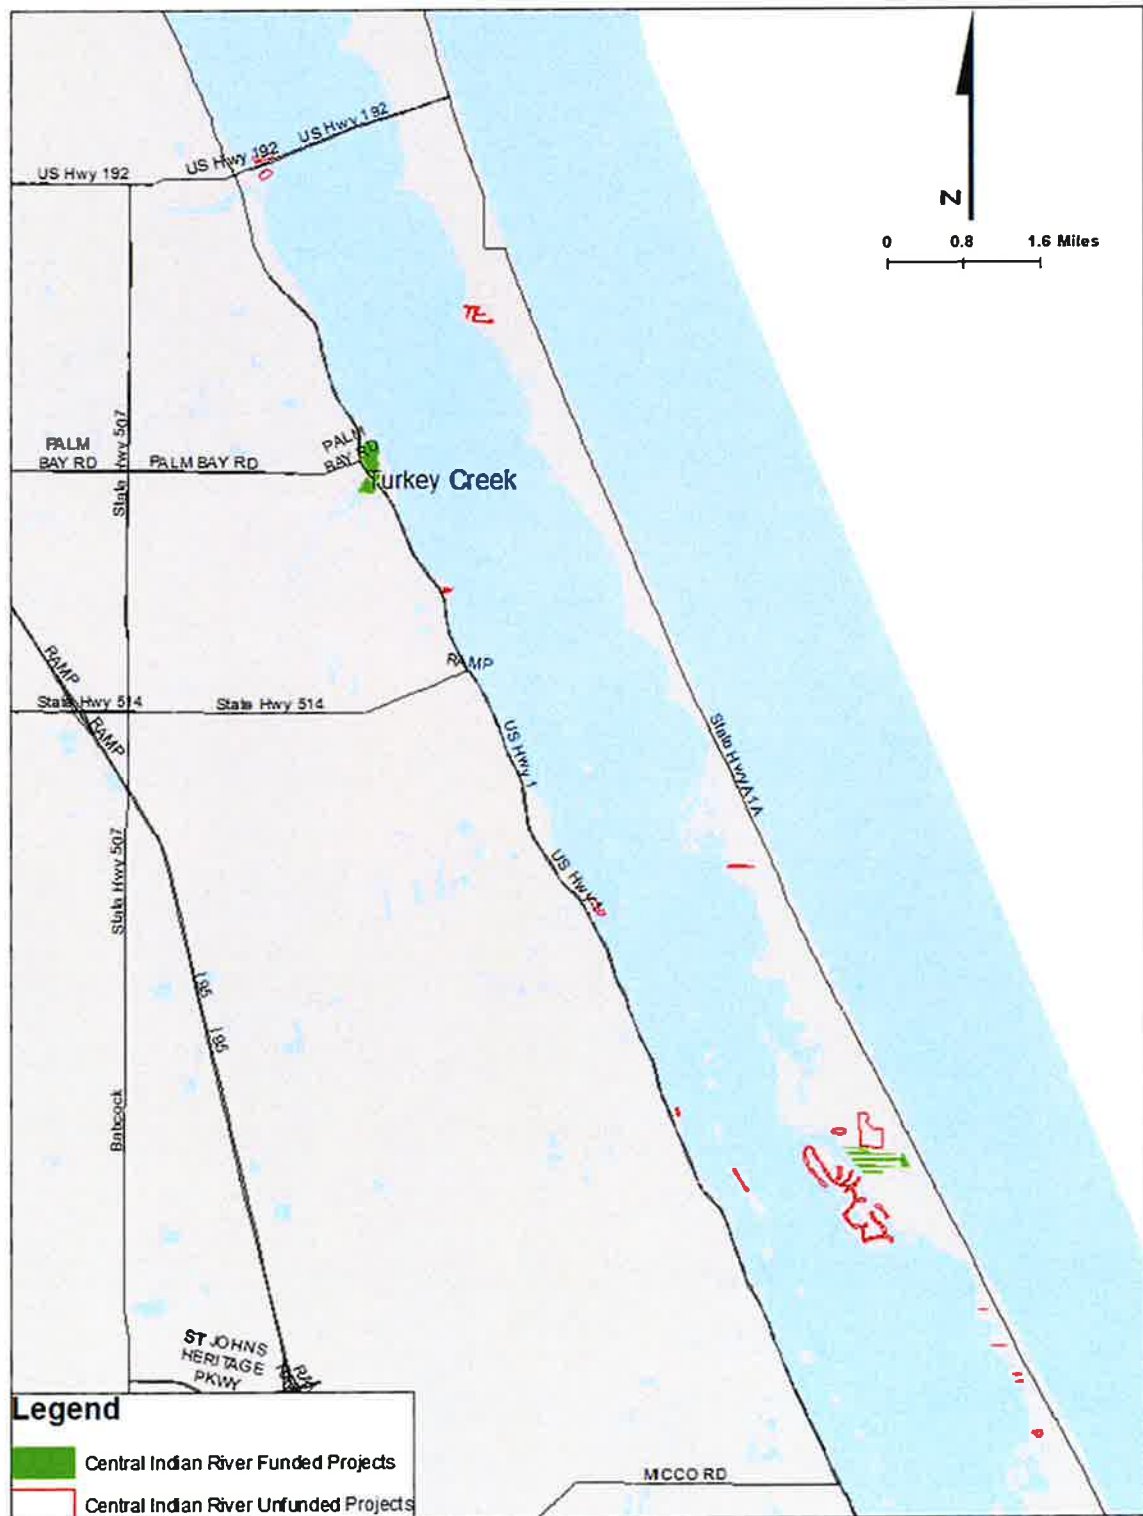 US Hwy 192
US Hwy 192
US Hwy 192
N
0 0.8 1.6 Miles
State Hwy 507
PALM
BAY RD
PALM BAY RD
PALM
BAY RD
Turkey Creek
RAMP
RAMP
State Hwy 514
State Hwy 514
RAMP
US Hwy 1
State Hwy A1A
State Hwy 507
US Hwy 1
I 95
I 95
Babcock
ST JOHNS
HERITAGE
PKWY
MICCO RD
Legend
Central Indian River Funded Projects
Central Indian River Unfunded Projects